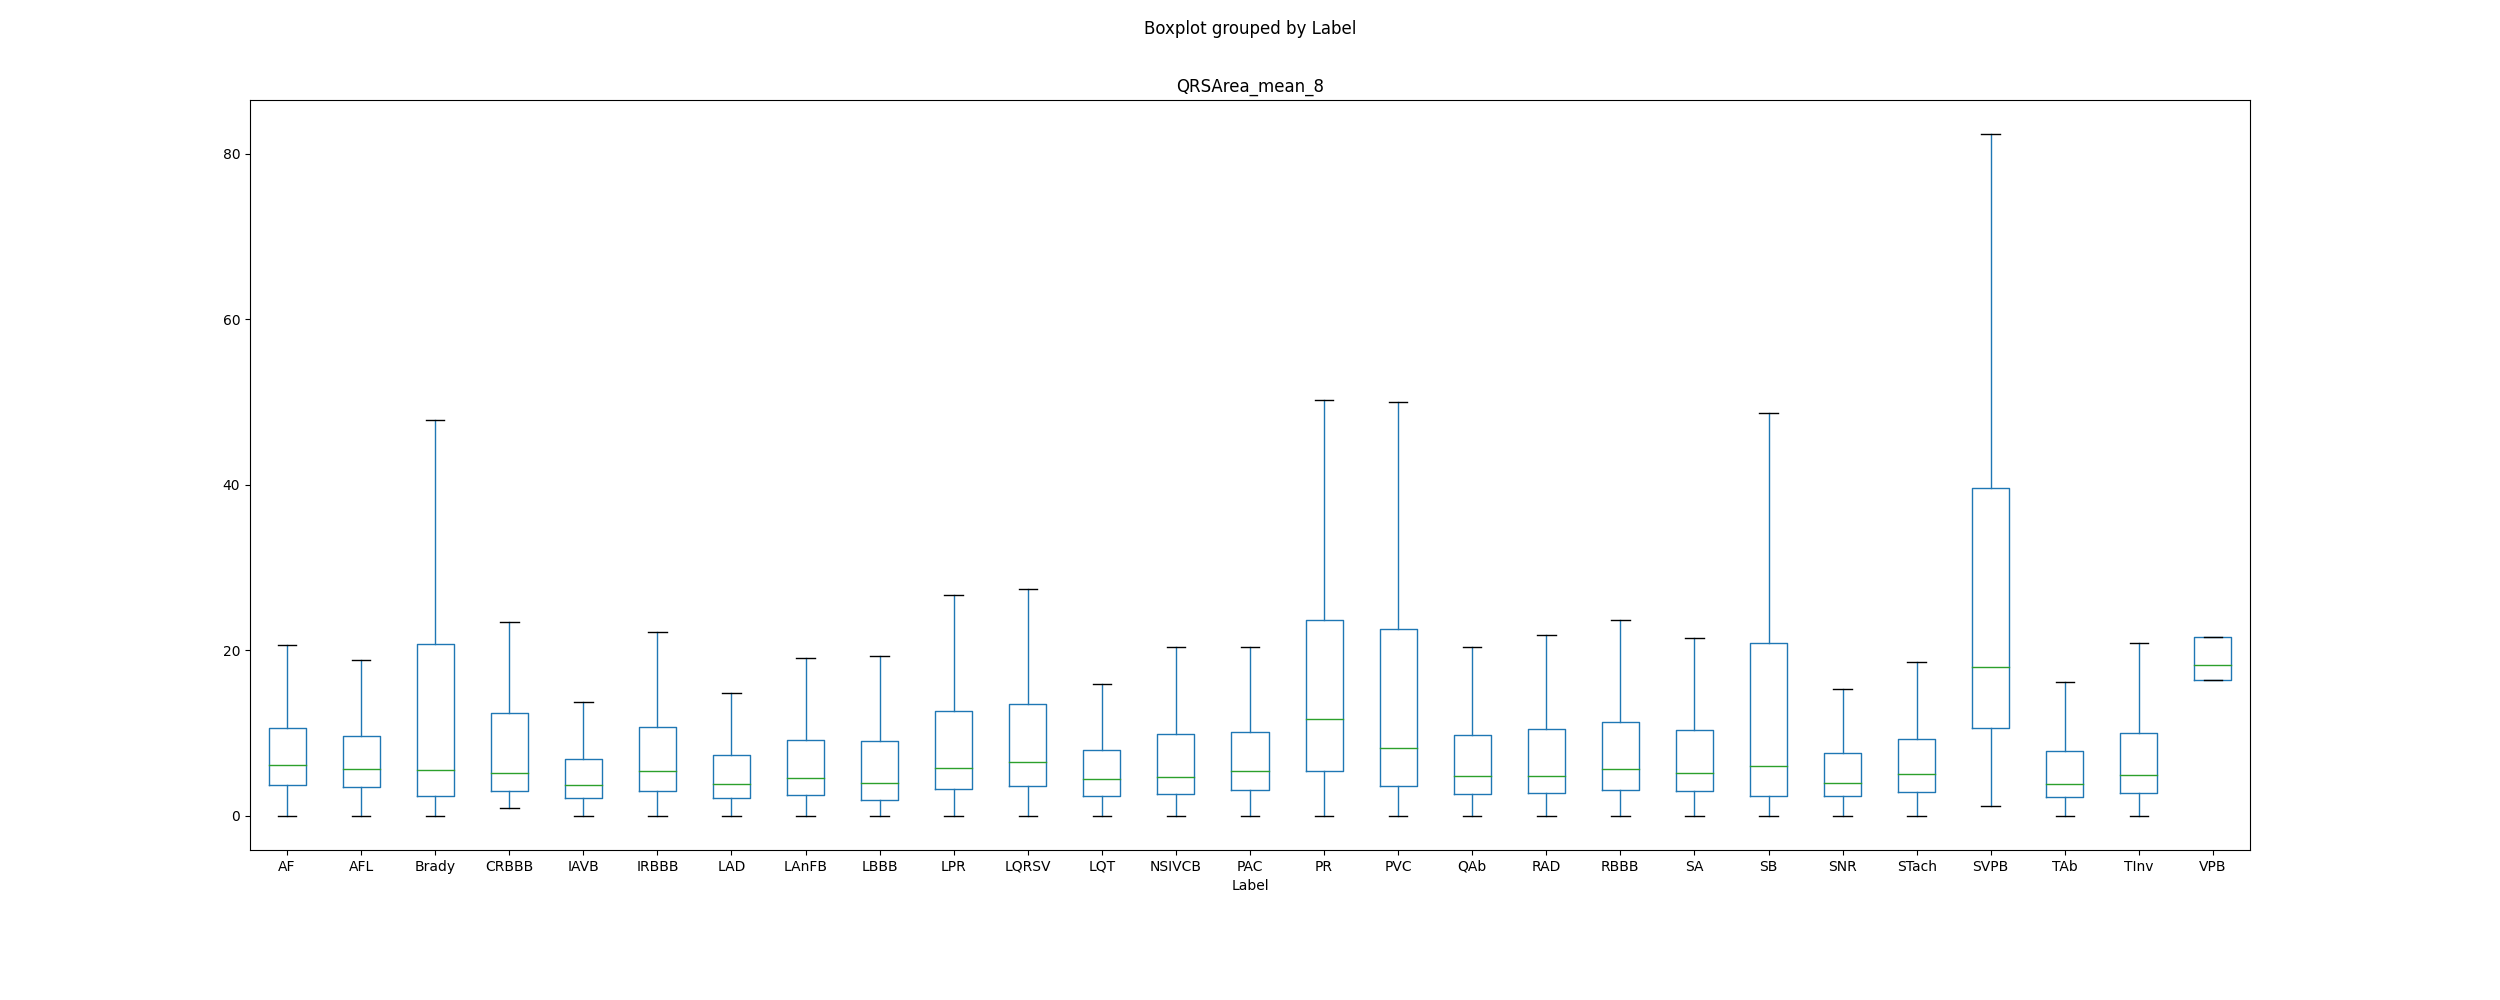 Boxplot grouped by Label
QRSArea_mean_8
80
60
40
20
0
AF AFL Brady CRBBB IAVB IRBBB LAD LAnFB LBBB LPR LQRSV LQT NSIVCB PAC PR PVC QAb RAD RBBB SA SB SNR STach SVPB TAb TInv VPB
Label